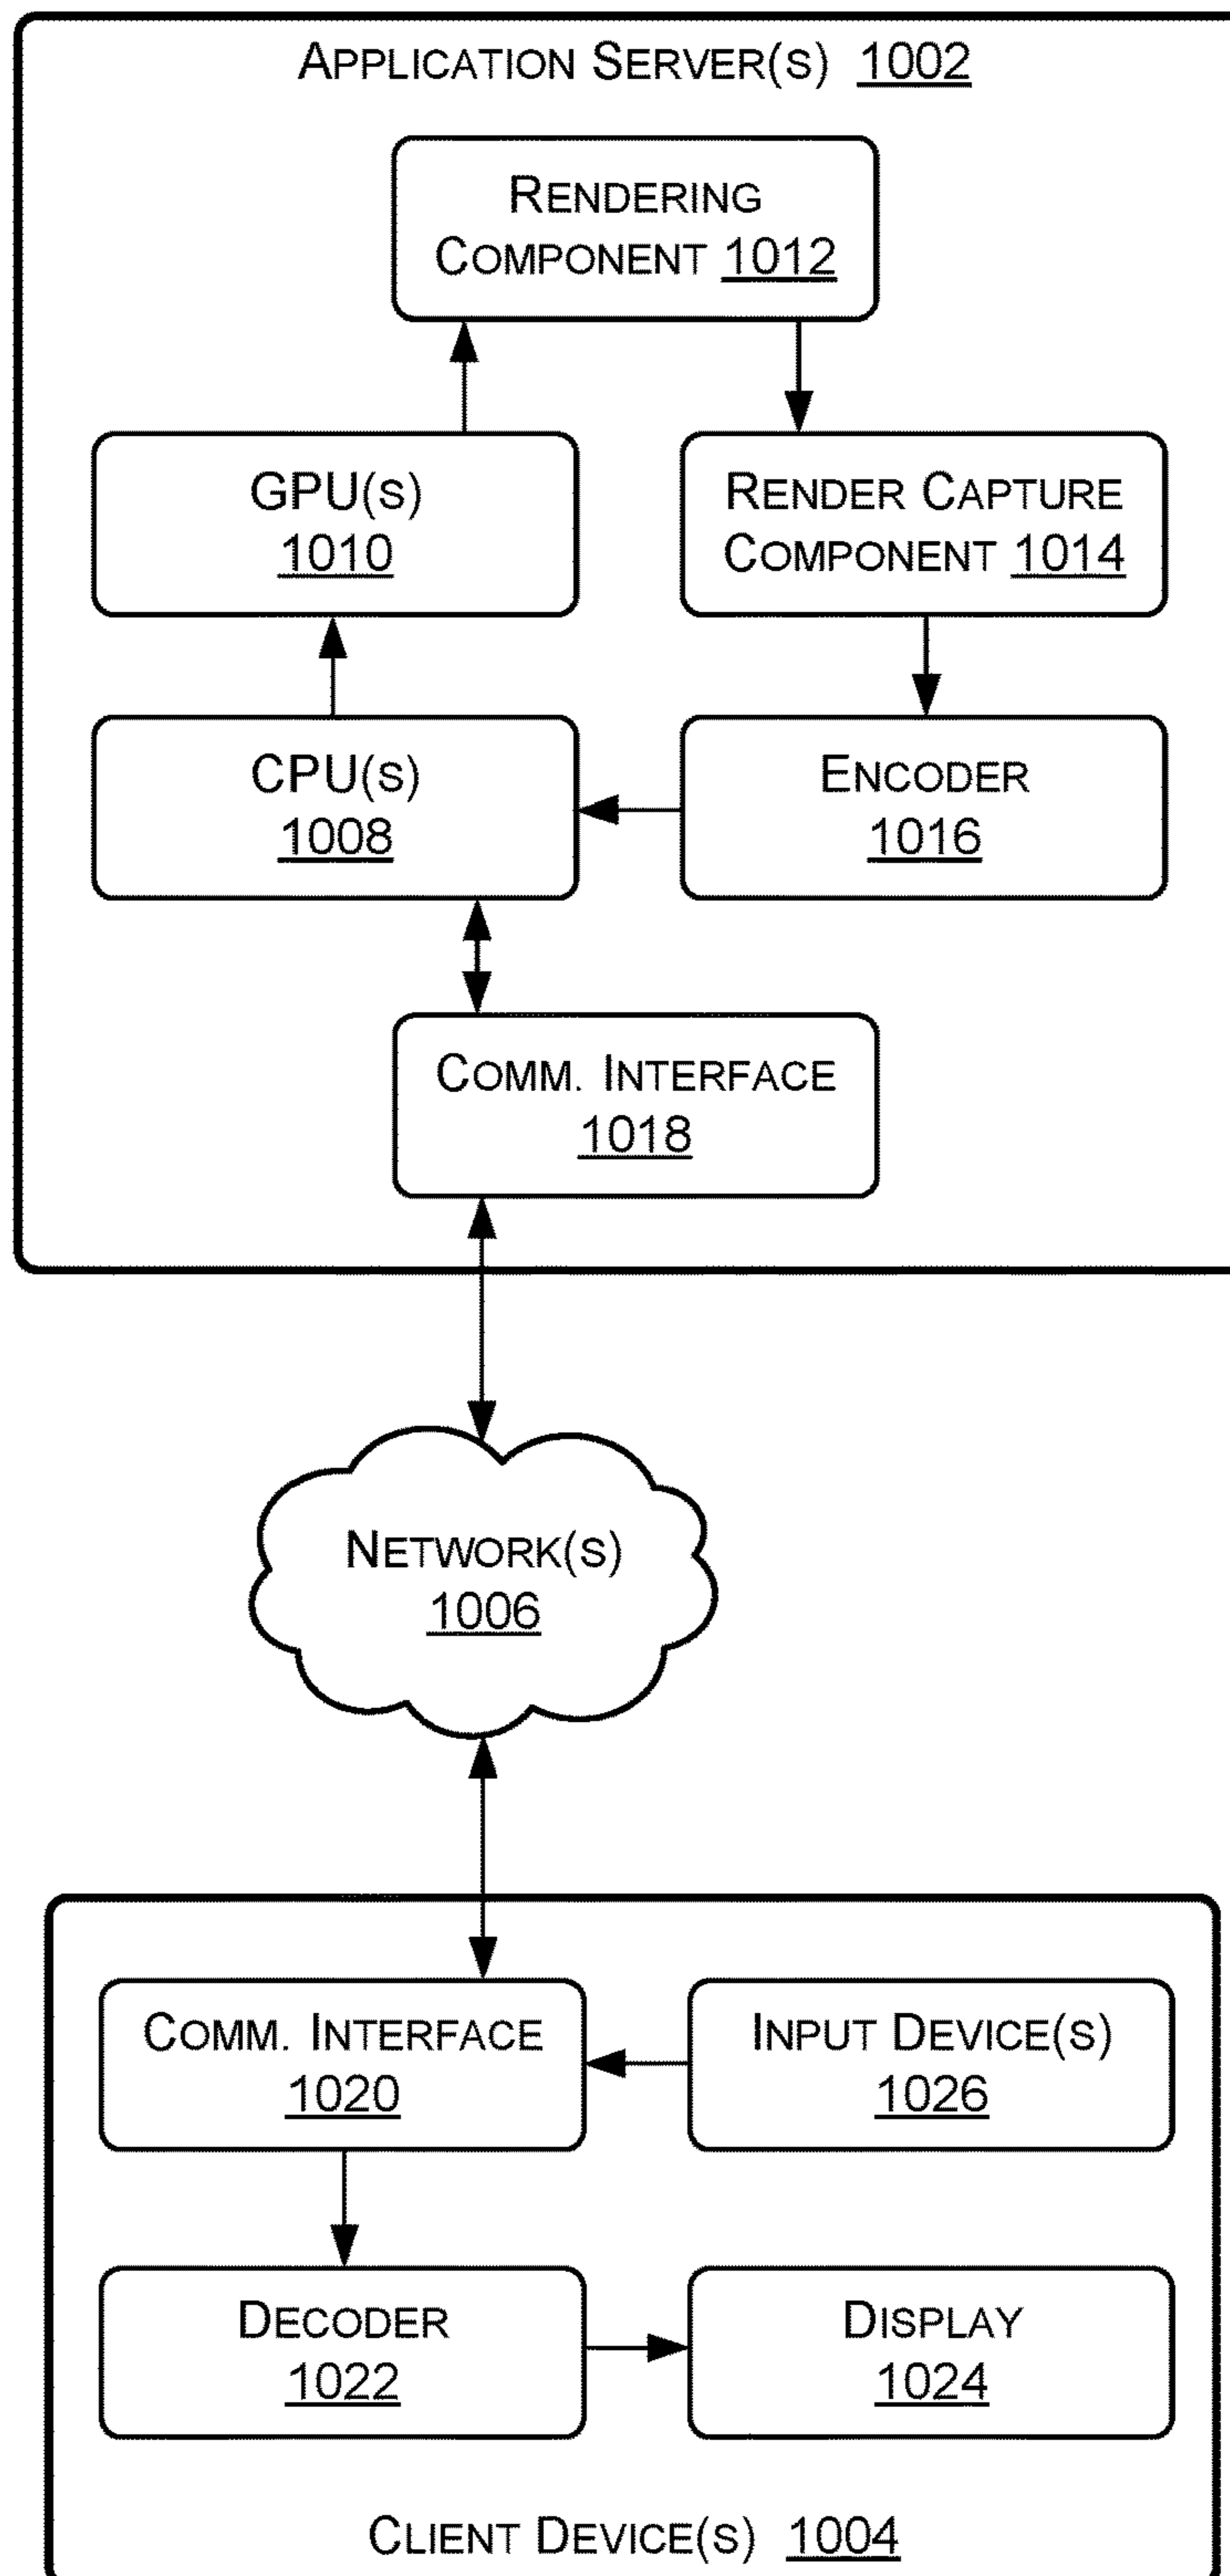 APPLICATION SERVER(S) 1002
RENDERING
COMPONENT 1012
GPU(S)
1010
RENDER CAPTURE
COMPONENT 1014
CPU(S)
1008
ENCODER
1016
COMM. INTERFACE
1018
NETWORK(S)
1006
COMM. INTERFACE
1020
INPUT DEVICE(S)
1026
DECODER
1022
DISPLAY
1024
CLIENT DEVICE(S) 1004